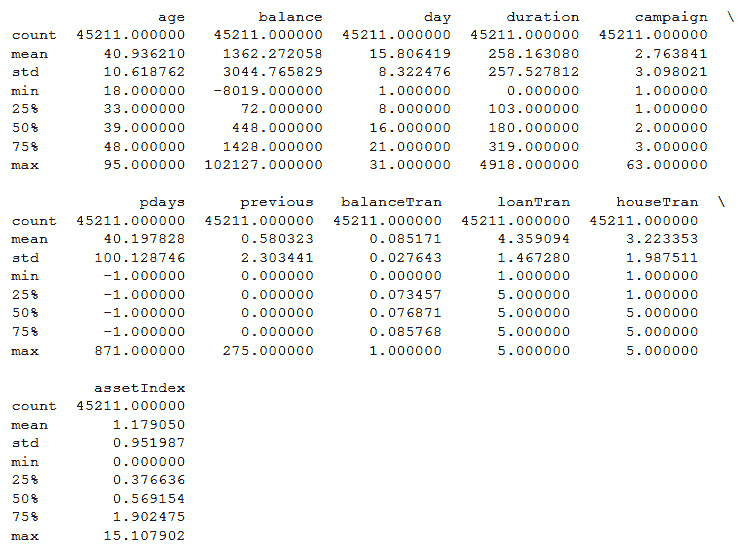 age       balance           day      duration      campaign  \
count 45211.000000  45211.000000  45211.000000  45211.000000  45211.000000
mean     40.936210   1362.272058     15.806419    258.163080      2.763841
std      10.618762   3044.765829      8.322476    257.527812      3.098021
min      18.000000  -8019.000000      1.000000      0.000000      1.000000
25%      33.000000     72.000000      8.000000    103.000000      1.000000
50%      39.000000    448.000000     16.000000    180.000000      2.000000
75%      48.000000   1428.000000     21.000000    319.000000      3.000000
max      95.000000 102127.000000     31.000000   4918.000000     63.000000

             pdays      previous   balanceTran      loanTran     houseTran  \
count 45211.000000  45211.000000  45211.000000  45211.000000  45211.000000
mean     40.197828      0.580323      0.085171      4.359094      3.223353
std     100.128746      2.303441      0.027643      1.467280      1.987511
min      -1.000000      0.000000      0.000000      1.000000      1.000000
25%      -1.000000      0.000000      0.073457      5.000000      1.000000
50%      -1.000000      0.000000      0.076871      5.000000      5.000000
75%      -1.000000      0.000000      0.085768      5.000000      5.000000
max     871.000000    275.000000      1.000000      5.000000      5.000000

        assetIndex
count 45211.000000
mean      1.179050
std       0.951987
min       0.000000
25%       0.376636
50%       0.569154
75%       1.902475
max      15.107902